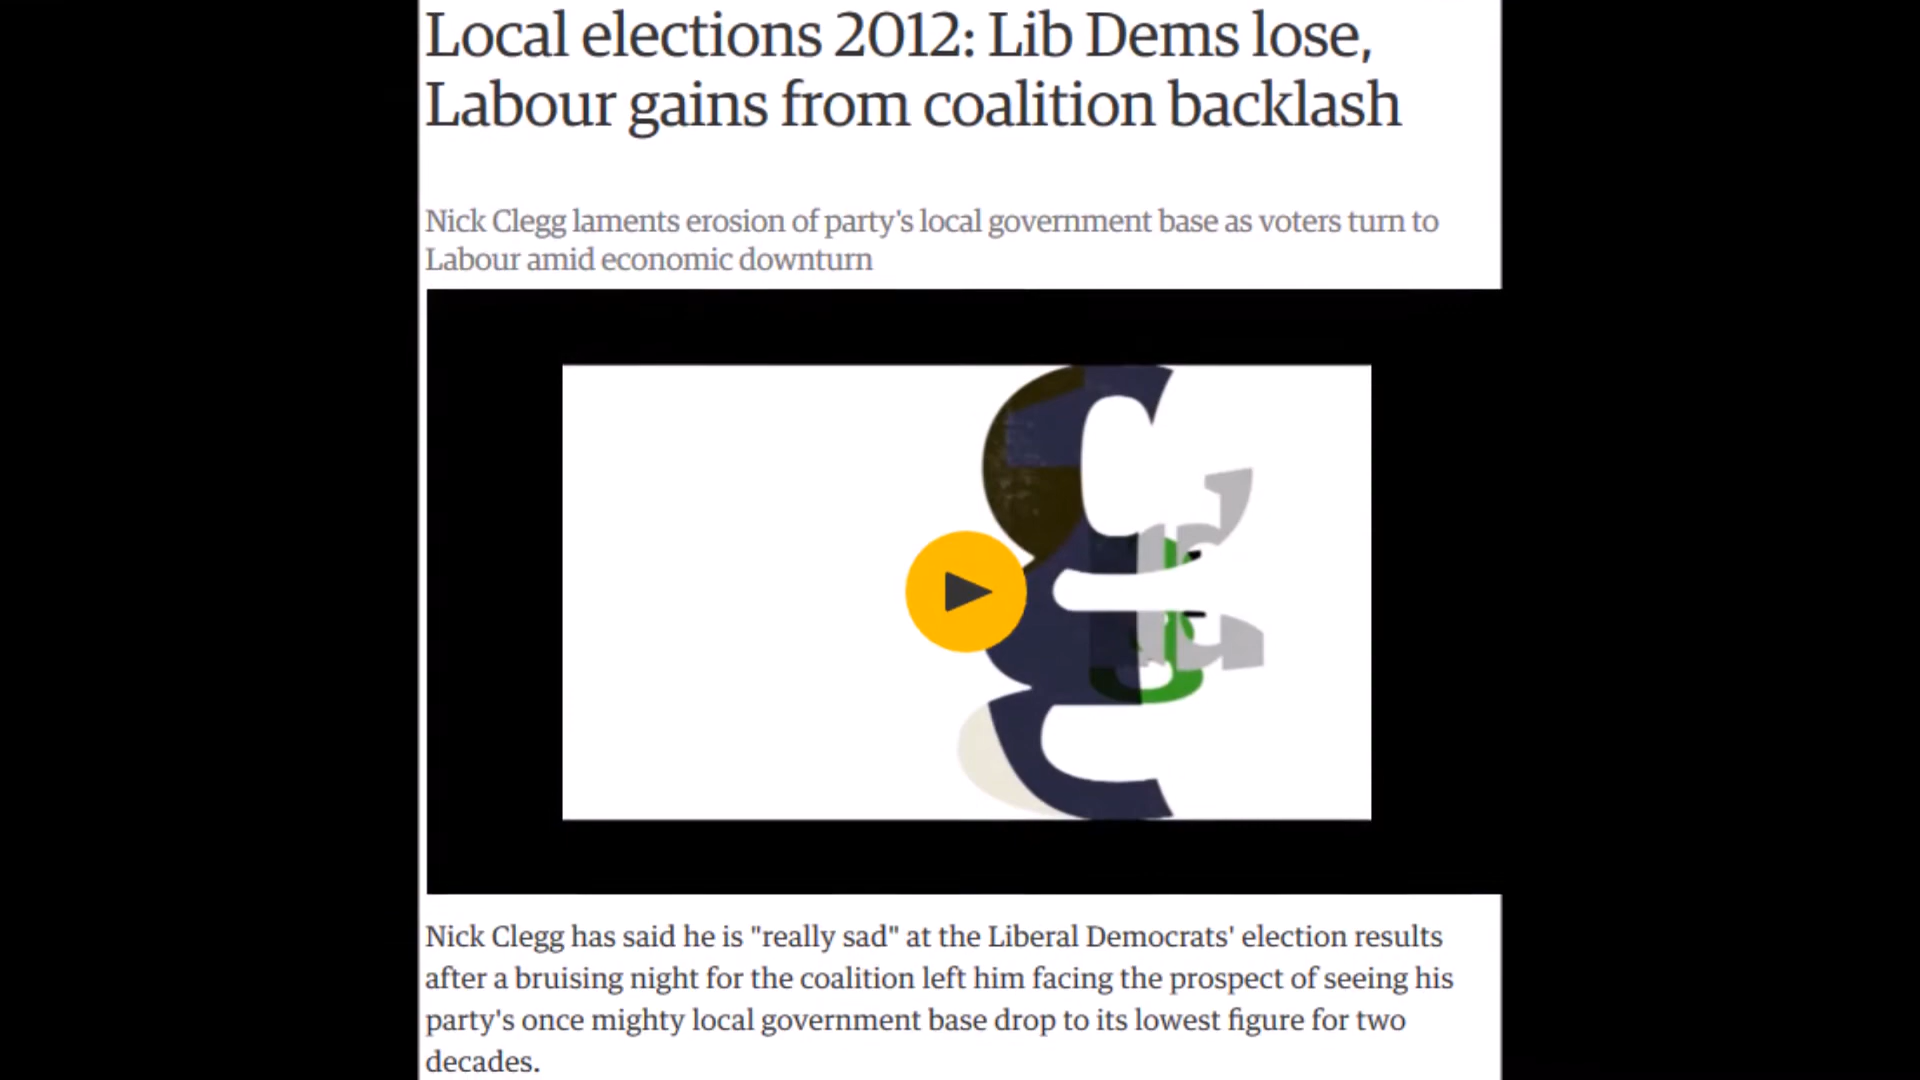 Local elections 2012: Lib Dems lose,
Labour gains from coalition backlash
Nick Clegg laments erosion of party's local government base as voters turn to
Labour amid economic downturn
Nick Clegg has said he is "really sad" at the Liberal Democrats' election results
after a bruising night for the coalition left him facing the prospect of seeing his
party's once mighty local government base drop to its lowest figure for two
decades.